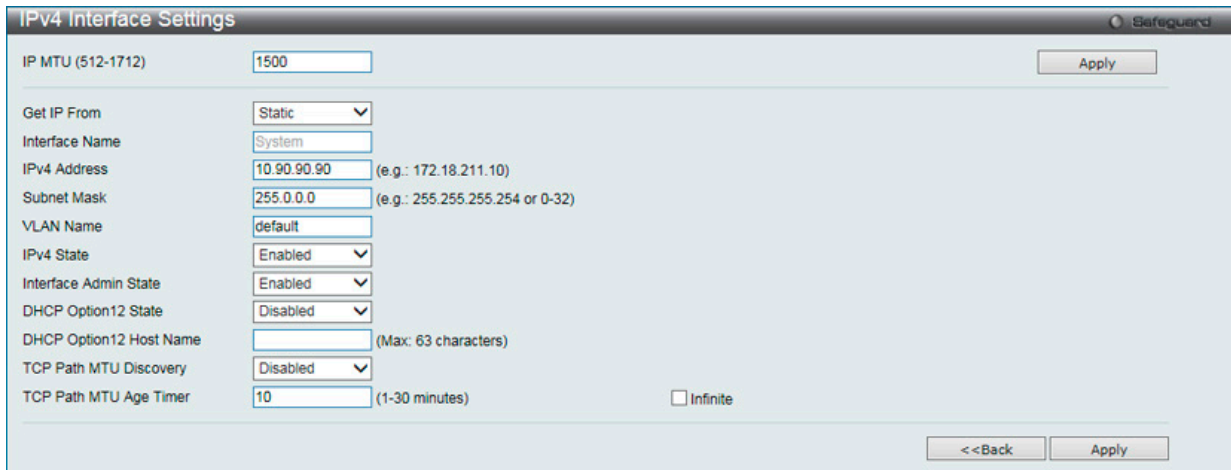 IPv4 Interface Settings Safeguard
IP MTU (512-1712) 1500 Apply
Get IP From Static
Interface Name System
IPv4 Address 10.90.90.90 (e.g.: 172.18.211.10)
Subnet Mask 255.0.0.0 (e.g.: 255.255.255.254 or 0-32)
VLAN Name default
IPv4 State Enabled
Interface Admin State Enabled
DHCP Option12 State Disabled
DHCP Option12 Host Name (Max: 63 characters)
TCP Path MTU Discovery Disabled
TCP Path MTU Age Timer 10 (1-30 minutes) Infinite
<<Back Apply